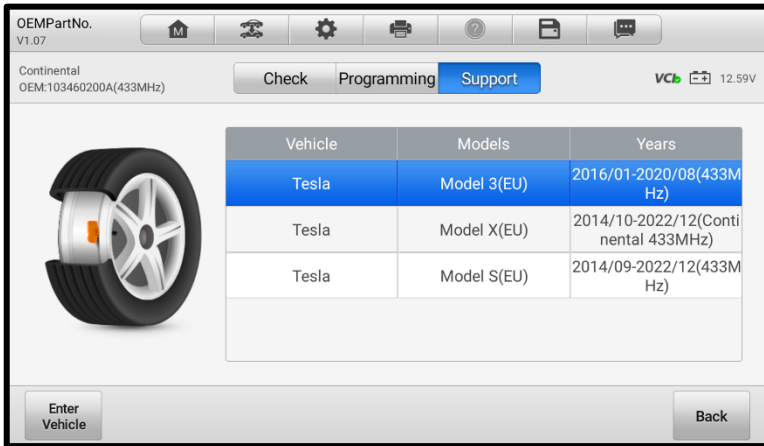 OEMPartNo.
V1.07
M
Continental
OEM:103460200A(433MHz)
Check Programming Support
VCI 12.59V
Vehicle Models Years
Tesla Model 3(EU) 2016/01-2020/08(433M
Hz)
Tesla Model X(EU) 2014/10-2022/12(Conti
nental 433MHz)
Tesla Model S(EU) 2014/09-2022/12(433M
Hz)
Enter
Vehicle
Back